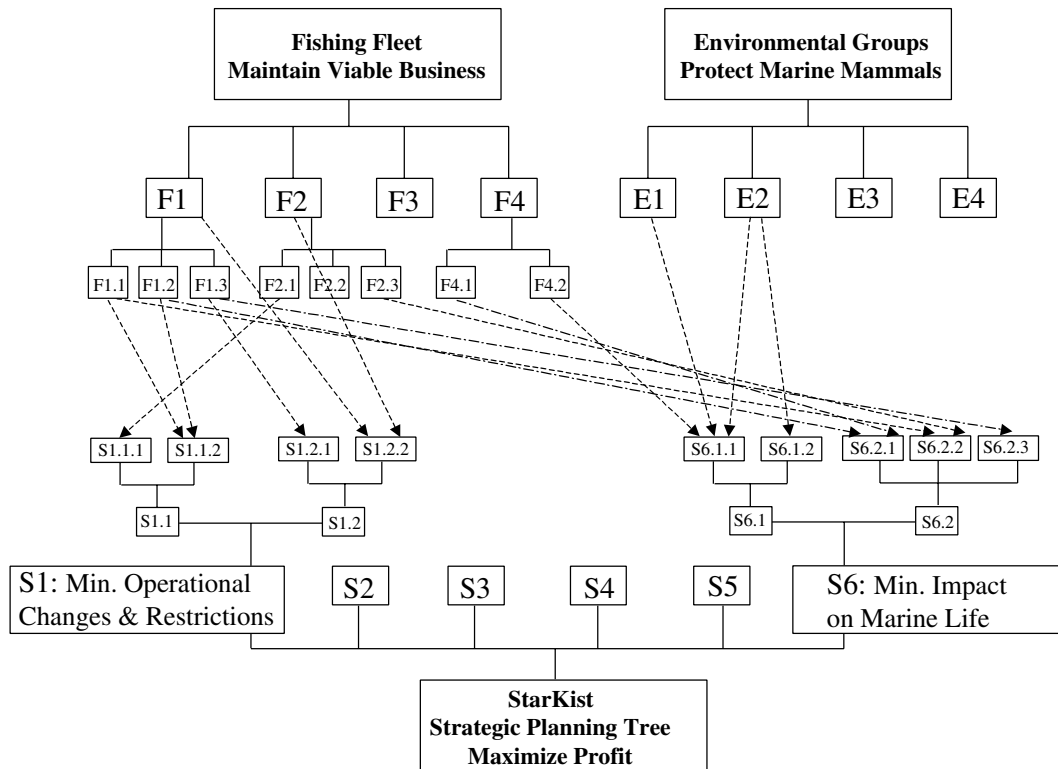 Fishing Fleet
Maintain Viable Business
Environmental Groups
Protect Marine Mammals
F1
F2
F3
F4
E1
E2
E3
E4
F1.1
F1.2
F1.3
F2.1
F2.2
F2.3
F4.1
F4.2
S1.1.1
S1.1.2
S1.2.1
S1.2.2
S6.1.1
S6.1.2
S6.2.1
S6.2.2
S6.2.3
S1.1
S1.2
S6.1
S6.2
S1: Min. Operational
Changes & Restrictions
S2
S3
S4
S5
S6: Min. Impact
on Marine Life
StarKist
Strategic Planning Tree
Maximize Profit